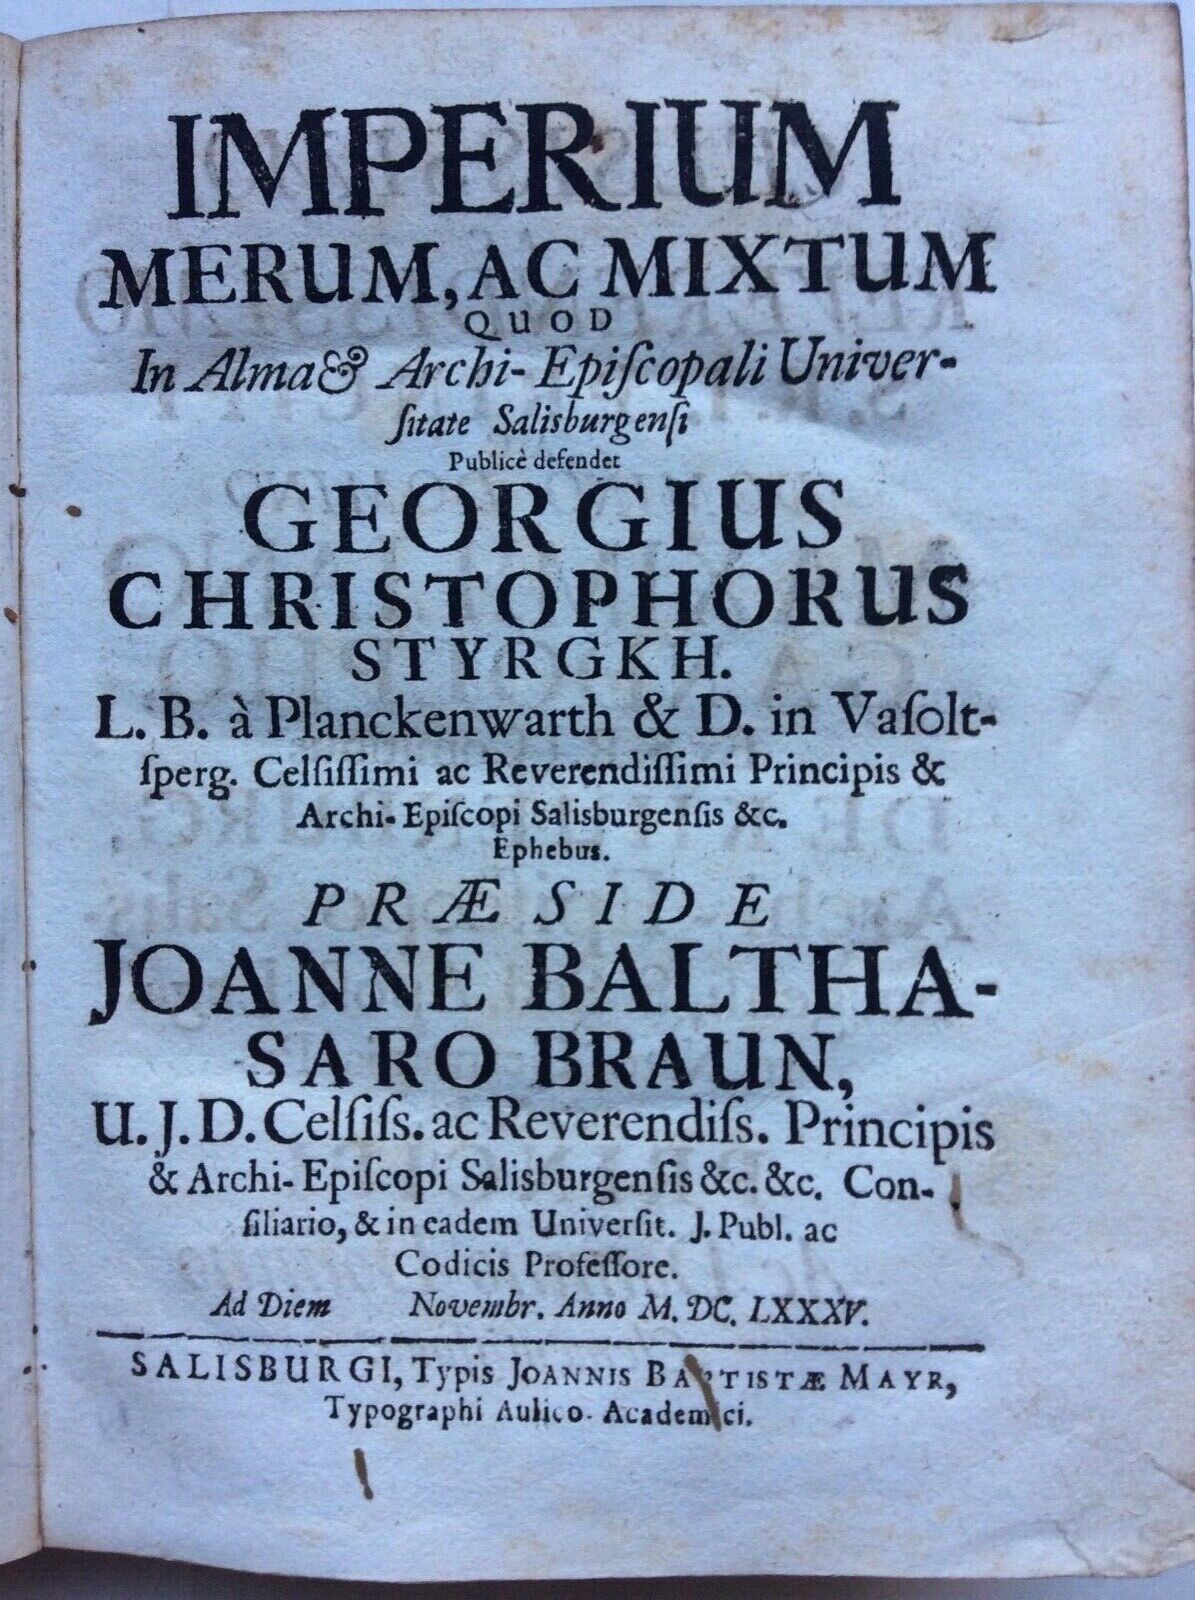 IMPERIUM
MERUM, AC MIXTUM
QUOD
In Alma & Archi-Epiſcopali Univer-
ſitate Salisburgenſi
Publicè defendet
GEORGIUS
CHRISTOPHORUS
STYRGKH.
L. B. à Planckenwarth & D. in Vaſolt-
ſperg. Celſiſſimi ac Reverendiſſimi Principis &
Archi-Epiſcopi Salisburgenſis &c.
Ephebus.
PRÆSIDE
JOANNE BALTHA-
SARO BRAUN,
U. J. D. Celſiſs. ac Reverendiſs. Principis
& Archi-Epiſcopi Salisburgenſis &c. &c. Con-
ſiliario, & in eadem Universit. J. Publ. ac
Codicis Profeſſore.
Ad Diem Novembr. Anno M. DC. LXXXV.
SALISBURGI, Typis JOANNIS BAPTISTÆ MAYR,
Typographi Aulico-Academici.